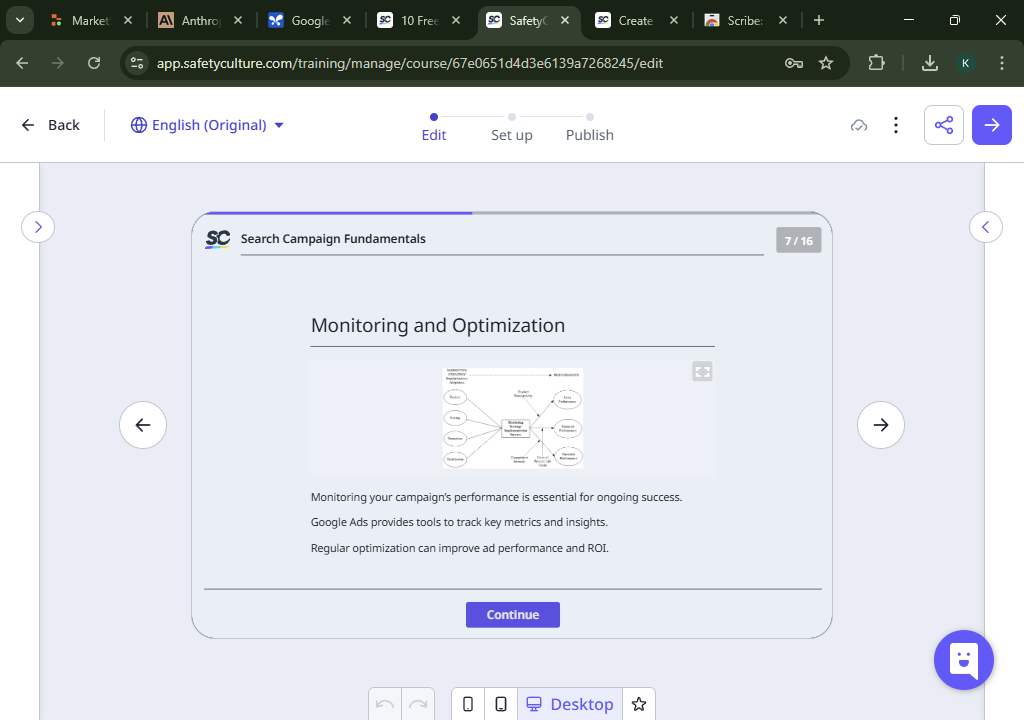 Market
Anthrop
Google
10 Free
SafetyC
Create
Scribe:
app.safetyculture.com/training/manage/course/67e0651d4d3e6139a7268245/edit
K
Back
English (Original)
Edit
Set up
Publish
SC
Search Campaign Fundamentals
7 / 16
Monitoring and Optimization
Monitoring your campaign's performance is essential for ongoing success.
Google Ads provides tools to track key metrics and insights.
Regular optimization can improve ad performance and ROI.
Continue
Desktop